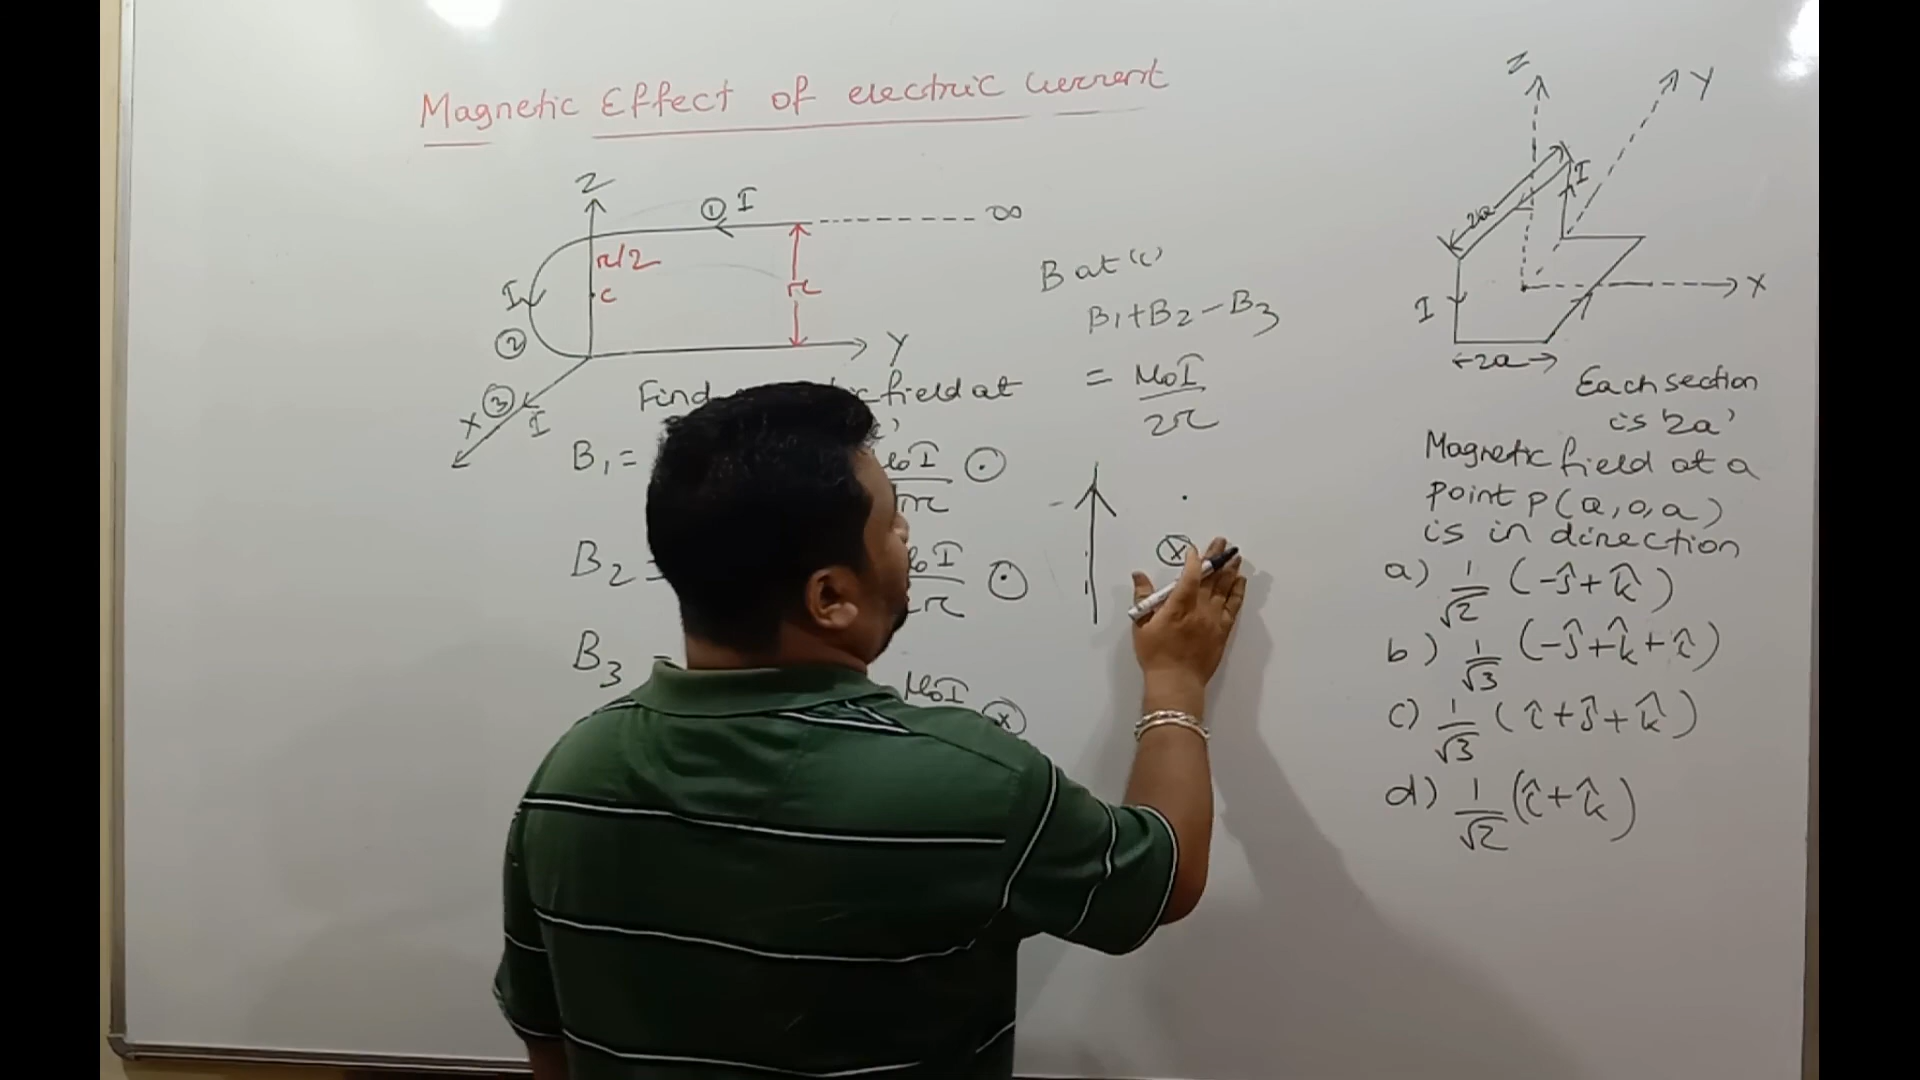 Magnetic Effect of electric current
Z
① I
∞
r/2
c
r
I
②
Y
③
X
I
Find field at
B₁ =
μ₀I ⊙
B₂ =
μ₀I ⊙
B₃ =
μ₀I
⊗
B at (c)
B₁+B₂-B₃
= μ₀I
2r
⊗
Z
Y
2a
I
X
I
2a
Each section
is '2a'
Magnetic field at a
point P(a,0,a)
is in direction
a) 1/√2 (-ĵ+k̂)
b) 1/√3 (-ĵ+k̂+î)
c) 1/√3 (î+ĵ+k̂)
d) 1/√2 (î+k̂)